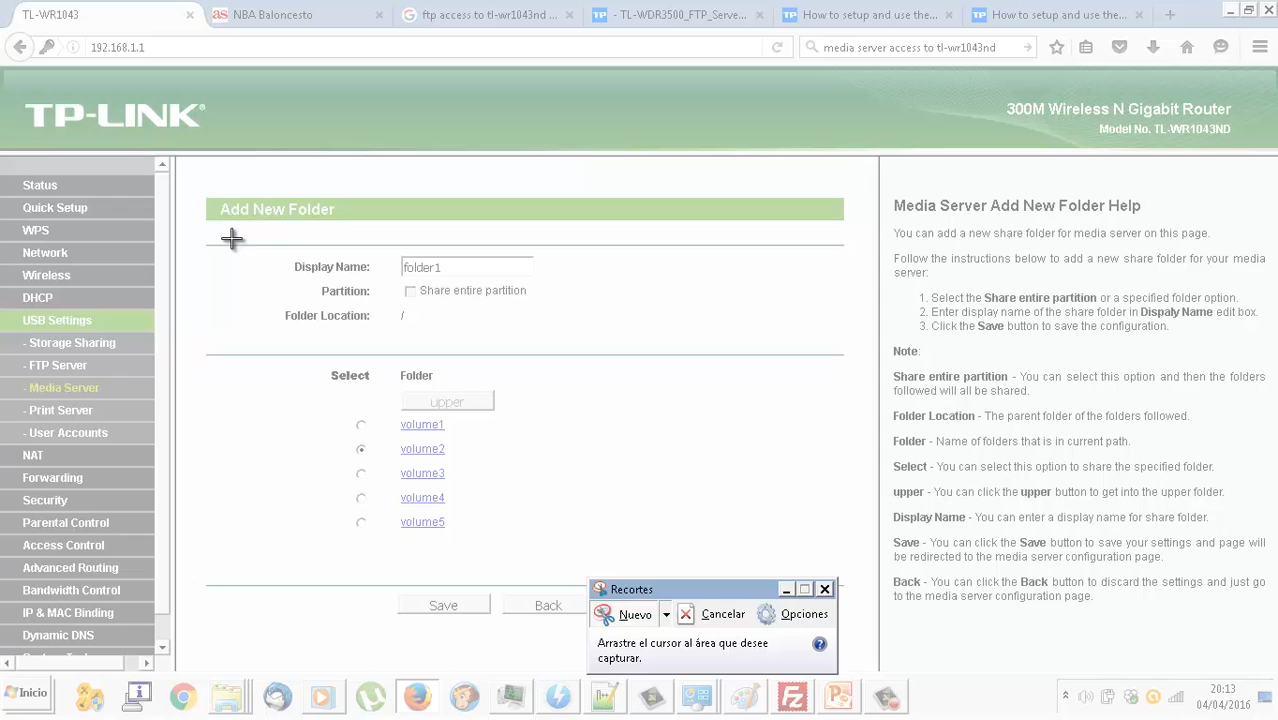 TL-WR1043
NBA Baloncesto
ftp access to tl-wr1043nd ...
- TL-WDR3500_FTP_Serve...
How to setup and use the...
How to setup and use the...
192.168.1.1
media server access to tl-wr1043nd
TP-LINK®
300M Wireless N Gigabit Router
Model No. TL-WR1043ND
Status
Quick Setup
WPS
Network
Wireless
DHCP
USB Settings
- Storage Sharing
- FTP Server
- Media Server
- Print Server
- User Accounts
NAT
Forwarding
Security
Parental Control
Access Control
Advanced Routing
Bandwidth Control
IP & MAC Binding
Dynamic DNS
Add New Folder
Display Name: folder1
Partition: Share entire partition
Folder Location: /
Select Folder
upper
volume1
volume2
volume3
volume4
volume5
Save Back
Media Server Add New Folder Help
You can add a new share folder for media server on this page.
Follow the instructions below to add a new share folder for your media
server:
1. Select the Share entire partition or a specified folder option.
2. Enter display name of the share folder in Dispaly Name edit box.
3. Click the Save button to save the configuration.
Note:
Share entire partition - You can select this option and then the folders
followed will all be shared.
Folder Location - The parent folder of the folders followed.
Folder - Name of folders that is in current path.
Select - You can select this option to share the specified folder.
upper - You can click the upper button to get into the upper folder.
Display Name - You can enter a display name for share folder.
Save - You can click the Save button to save your settings and page will
be redirected to the media server configuration page.
Back - You can click the Back button to discard the settings and just go
to the media server configuration page.
Recortes
Nuevo Cancelar Opciones
Arrastre el cursor al área que desee
capturar.
Inicio
20:13
04/04/2016